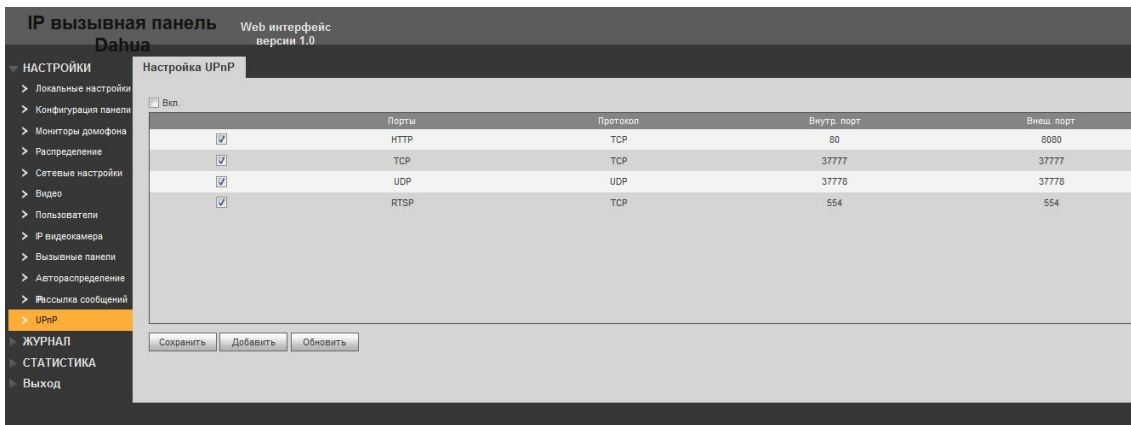 IP вызывная панель
Dahua
Web интерфейс
версии 1.0
НАСТРОЙКИ
Локальные настройки
Конфигурация панели
Мониторы домофона
Распределение
Сетевые настройки
Видео
Пользователи
IP видеокамера
Вызывные панели
Автораспределение
Рассылка сообщений
UPnP
ЖУРНАЛ
СТАТИСТИКА
Выход
Настройка UPnP
Вкл.
Порты Протокол Внутр. порт Внеш. порт
HTTP TCP 80 8080
TCP TCP 37777 37777
UDP UDP 37778 37778
RTSP TCP 554 554
Сохранить Добавить Обновить